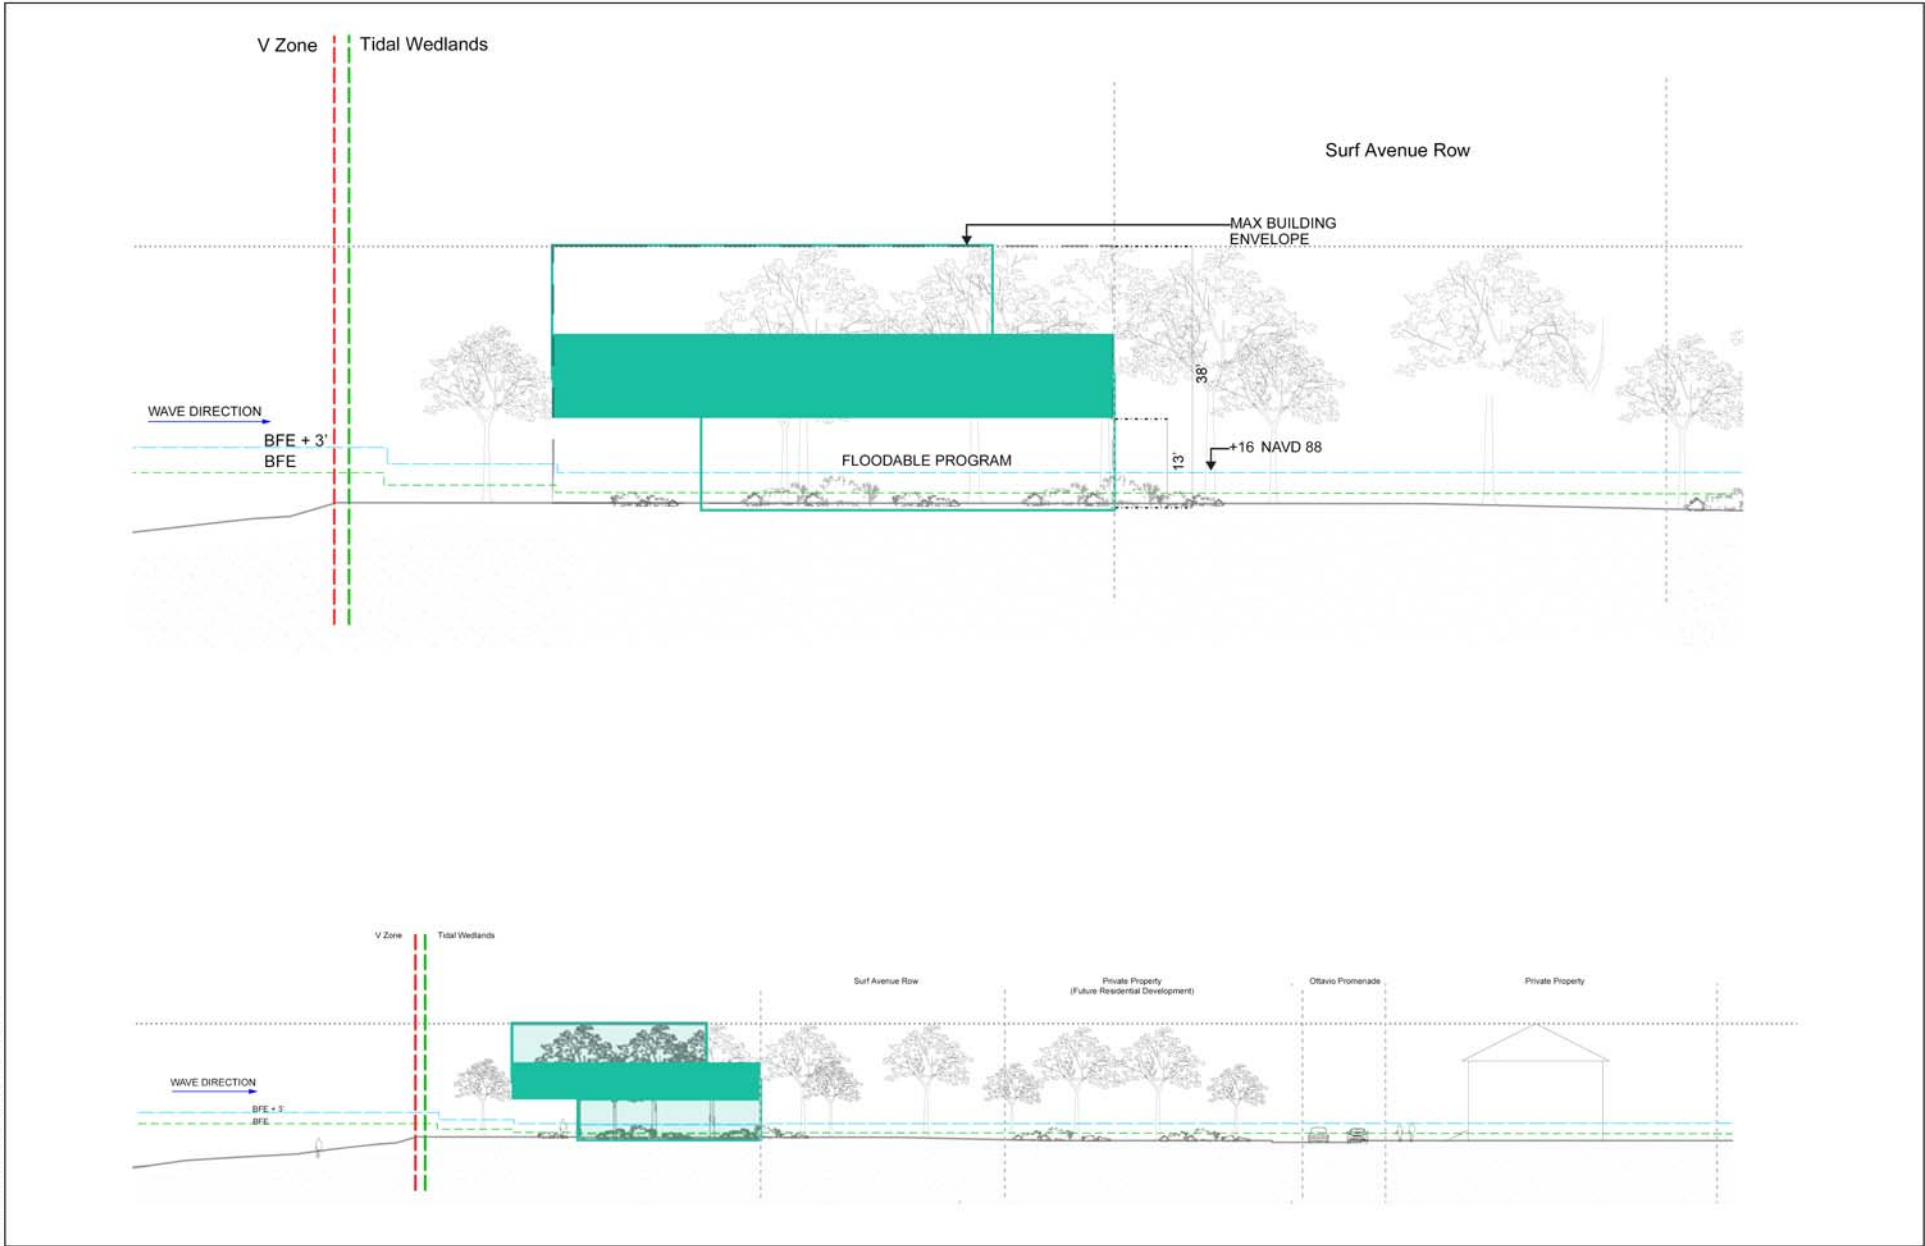 V Zone
Tidal Wedlands
Surf Avenue Row
MAX BUILDING
ENVELOPE
38'
WAVE DIRECTION
BFE + 3'
BFE
FLOODABLE PROGRAM
13'
+16 NAVD 88
V Zone
Tidal Wedlands
Surf Avenue Row
Private Property
(Future Residential Development)
Ottavio Promenade
Private Property
WAVE DIRECTION
BFE + 3'
BFE